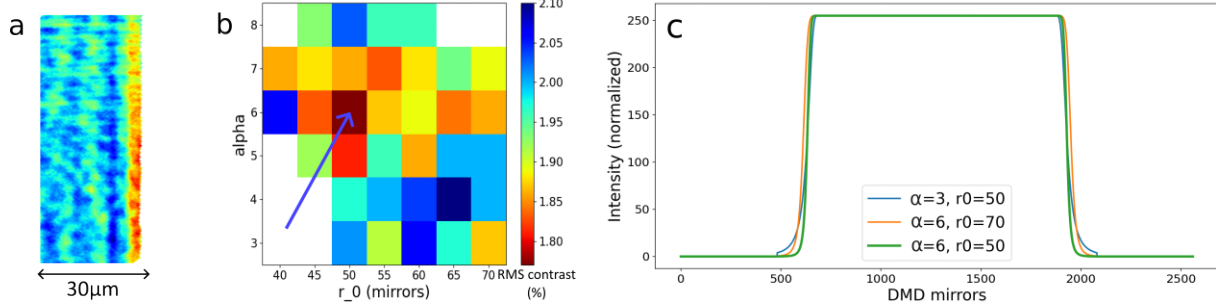 a
30µm
b
alpha
8
7
6
5
4
3
40 45 50 55 60 65 70
r_0 (mirrors)
2.10
2.05
2.00
1.95
1.90
1.85
1.80
RMS contrast
(%)
c
Intensity (normalized)
250
200
150
100
50
0
α=3, r0=50
α=6, r0=70
α=6, r0=50
0 500 1000 1500 2000 2500
DMD mirrors